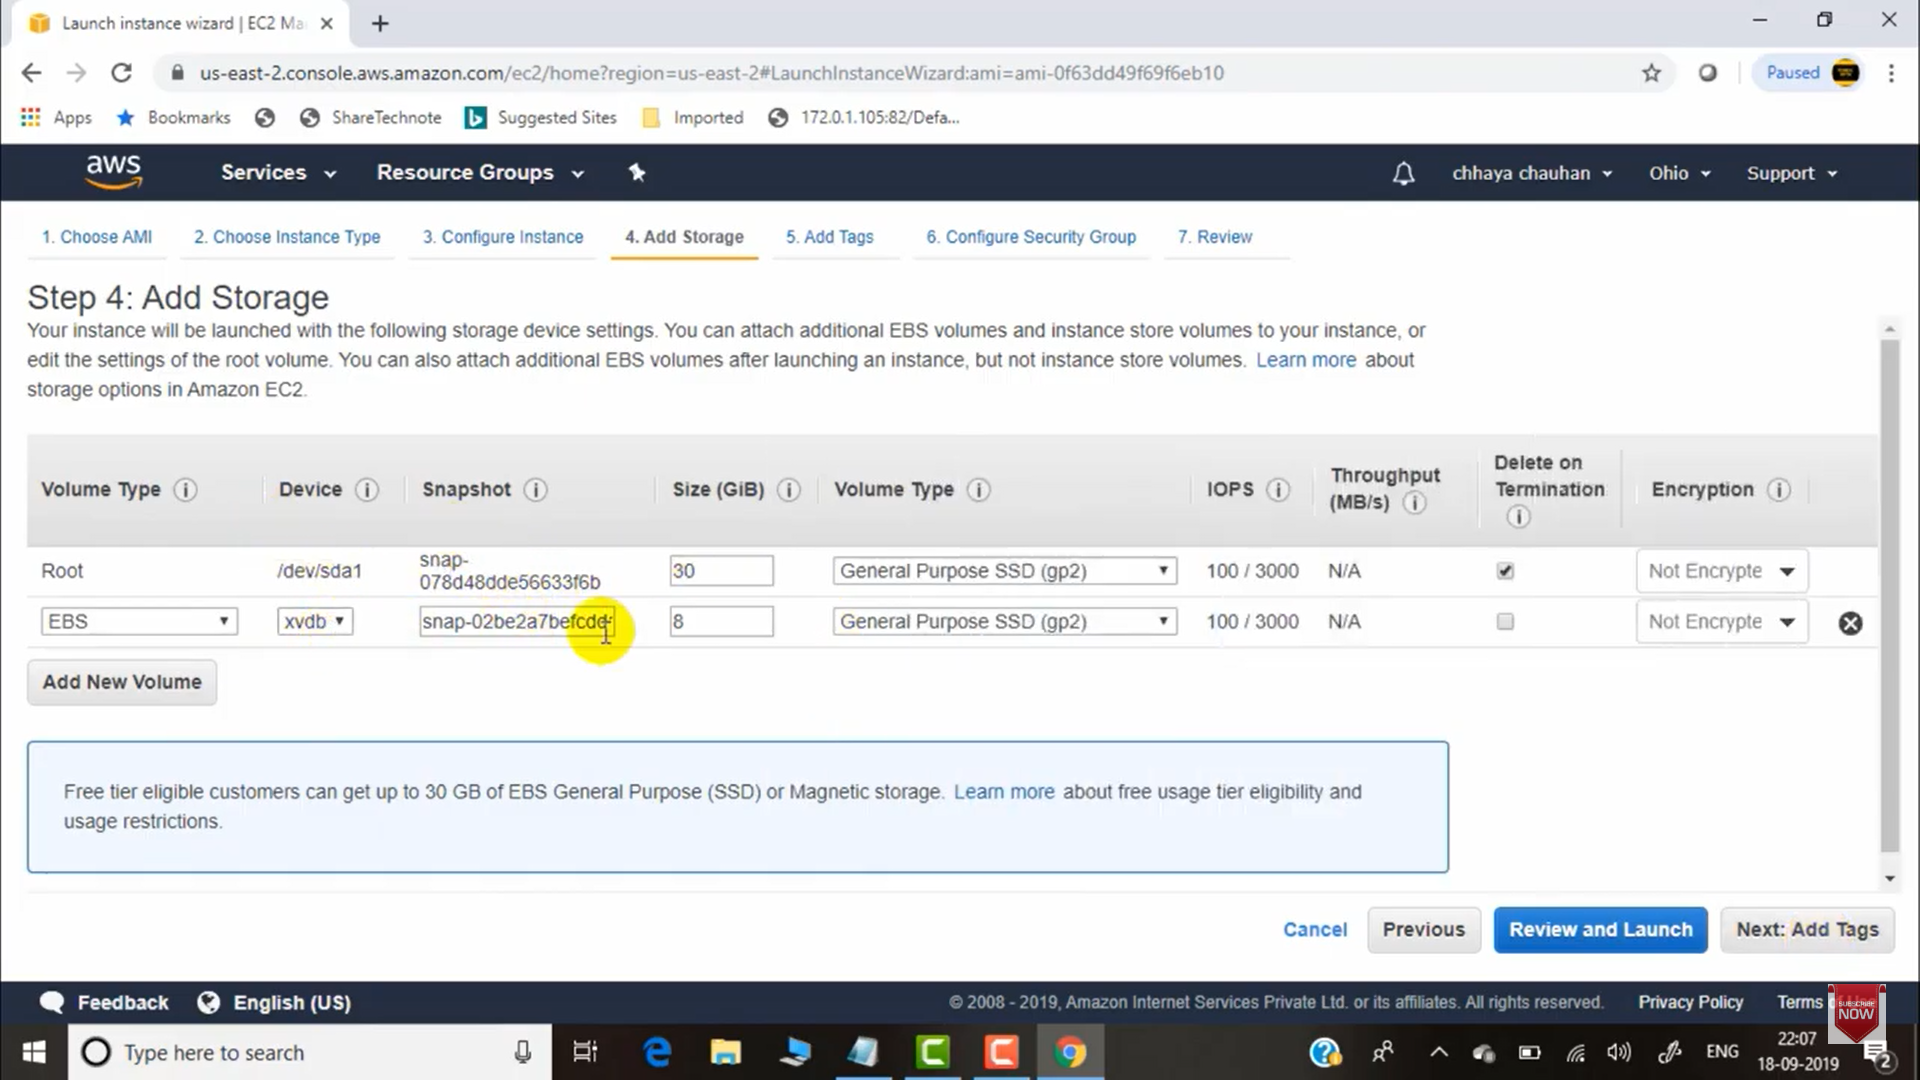 Launch instance wizard | EC2 Ma
us-east-2.console.aws.amazon.com/ec2/home?region=us-east-2#LaunchInstanceWizard:ami=ami-0f63dd49f69f6eb10
Paused
Apps Bookmarks ShareTechnote Suggested Sites Imported 172.0.1.105:82/Defa...
aws Services Resource Groups chhaya chauhan Ohio Support
1. Choose AMI 2. Choose Instance Type 3. Configure Instance 4. Add Storage 5. Add Tags 6. Configure Security Group 7. Review
Step 4: Add Storage
Your instance will be launched with the following storage device settings. You can attach additional EBS volumes and instance store volumes to your instance, or
edit the settings of the root volume. You can also attach additional EBS volumes after launching an instance, but not instance store volumes. Learn more about
storage options in Amazon EC2.
Volume Type Device Snapshot Size (GiB) Volume Type IOPS Throughput (MB/s) Delete on Termination Encryption
Root /dev/sda1 snap-078d48dde56633f6b 30 General Purpose SSD (gp2) 100 / 3000 N/A Not Encrypte
EBS xvdb snap-02be2a7befcdd 8 General Purpose SSD (gp2) 100 / 3000 N/A Not Encrypte
Add New Volume
Free tier eligible customers can get up to 30 GB of EBS General Purpose (SSD) or Magnetic storage. Learn more about free usage tier eligibility and
usage restrictions.
Cancel Previous Review and Launch Next: Add Tags
Feedback English (US) © 2008 - 2019, Amazon Internet Services Private Ltd. or its affiliates. All rights reserved. Privacy Policy Terms
SUBSCRIBE
NOW
Type here to search ENG 22:07
18-09-2019 2